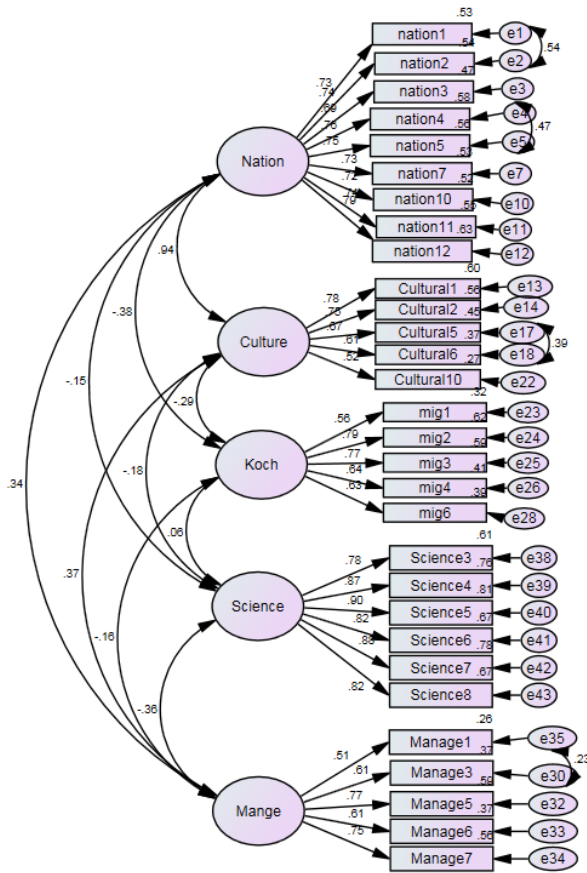 .53
nation1 e1
.54
.54
nation2 e2
.47
nation3 e3
.58
.73
.74
.69
nation4 e4
.56
.47
.76
.75
nation5 e5
.53
Nation
.73
nation7 e7
.52
.72
nation10 e10
.55
.79
nation11 e11
.63
nation12 e12
.94
.60
.78
Cultural1 e13
.56
.75
Cultural2 e14
.45
-.38
.67
Cultural5 e17
.37
.39
Culture
.61
Cultural6 e18
.27
.52
Cultural10 e22
-.15
-.29
.32
.56
mig1 e23
.62
.79
mig2 e24
.59
-.18
Koch
.77
mig3 e25
.41
.34
.64
mig4 e26
.39
.63
mig6 e28
.06
.61
.78
Science3 e38
.76
.37
.87
Science4 e39
.81
Science
.90
Science5 e40
.67
.82
Science6 e41
.78
-.16
.88
Science7 e42
.67
.82
Science8 e43
-.36
.26
.51
Manage1 e35
.37
.23
.61
Manage3 e30
.59
Mange
.77
Manage5 e32
.37
.61
Manage6 e33
.56
.75
Manage7 e34